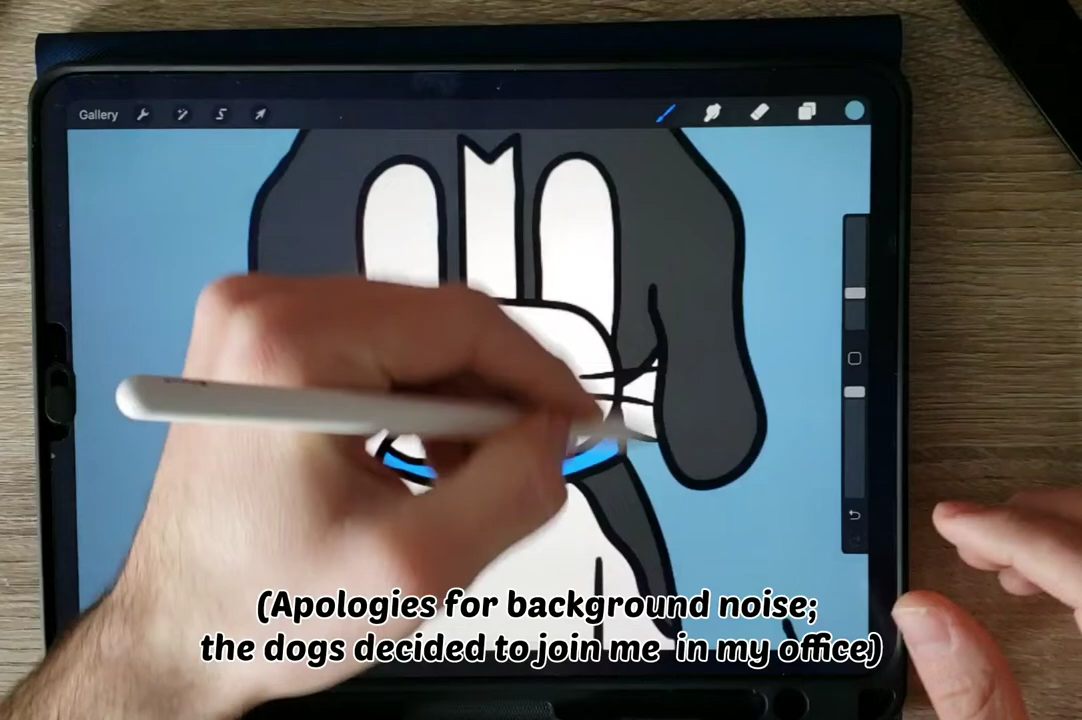 Gallery
(Apologies for background noise;
the dogs decided to join me in my office)